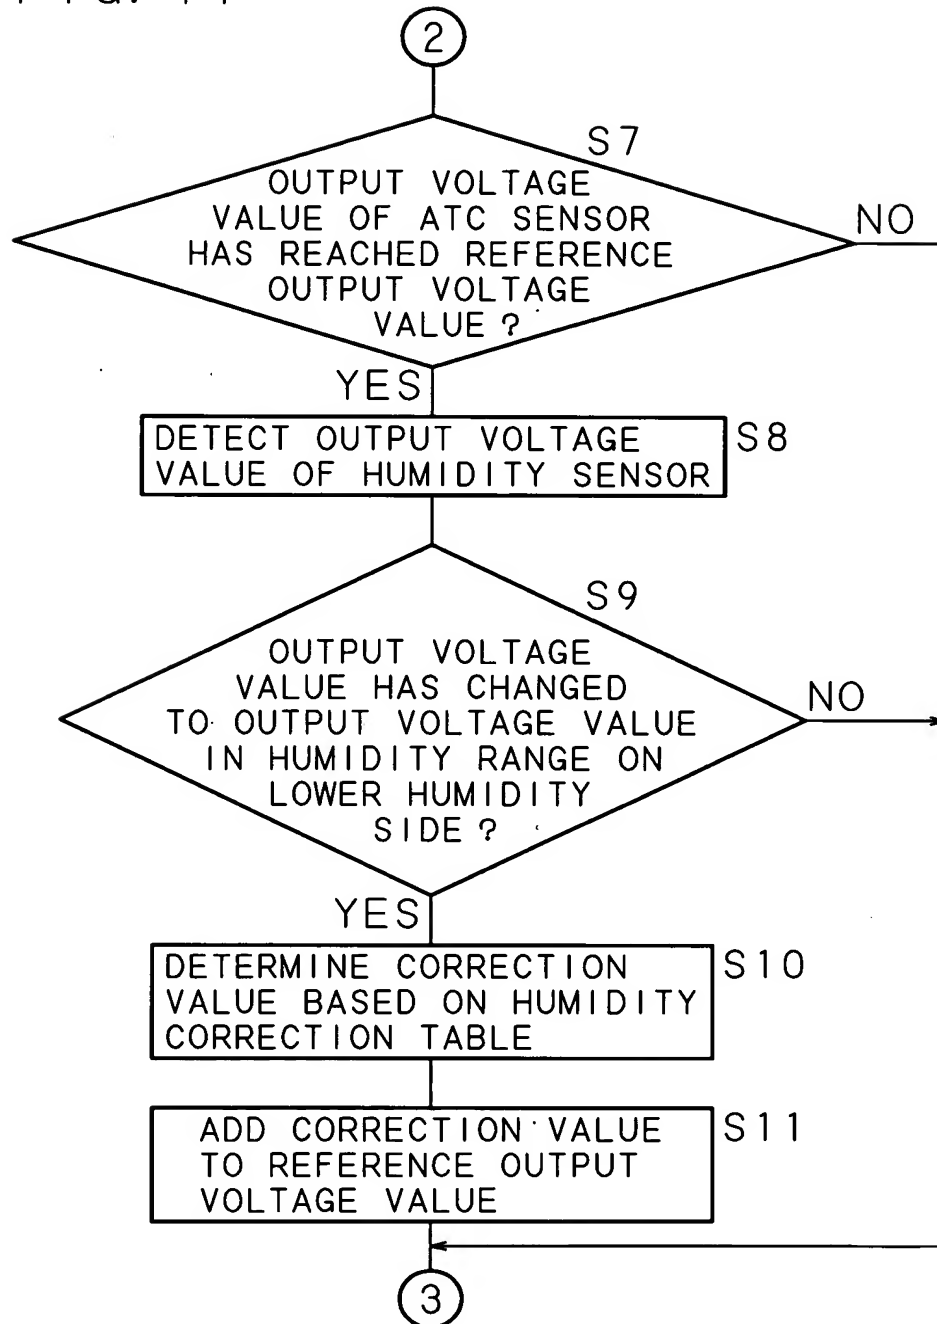 2
S7
OUTPUT VOLTAGE
VALUE OF ATC SENSOR
HAS REACHED REFERENCE
OUTPUT VOLTAGE
VALUE?
NO
YES
DETECT OUTPUT VOLTAGE
VALUE OF HUMIDITY SENSOR
S8
S9
OUTPUT VOLTAGE
VALUE HAS CHANGED
TO OUTPUT VOLTAGE VALUE
IN HUMIDITY RANGE ON
LOWER HUMIDITY
SIDE?
NO
YES
DETERMINE CORRECTION
VALUE BASED ON HUMIDITY
CORRECTION TABLE
S10
ADD CORRECTION VALUE
TO REFERENCE OUTPUT
VOLTAGE VALUE
S11
3